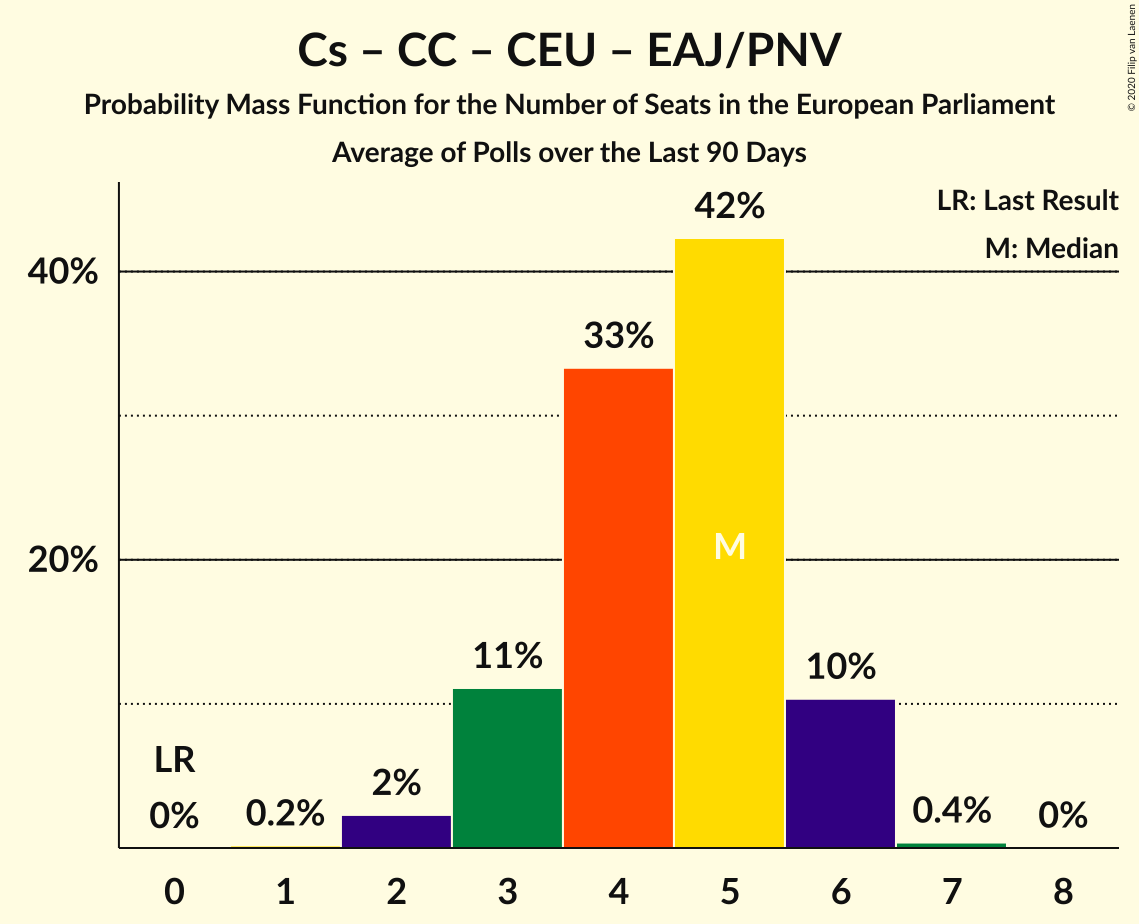 Cs – CC – CEU – EAJ/PNV
Probability Mass Function for the Number of Seats in the European Parliament
Average of Polls over the Last 90 Days
© 2020 Filip van Laenen
LR: Last Result
M: Median
42%
40%
33%
20%
M
11%
10%
LR
0%
0.2%
2%
0.4%
0%
0 1 2 3 4 5 6 7 8